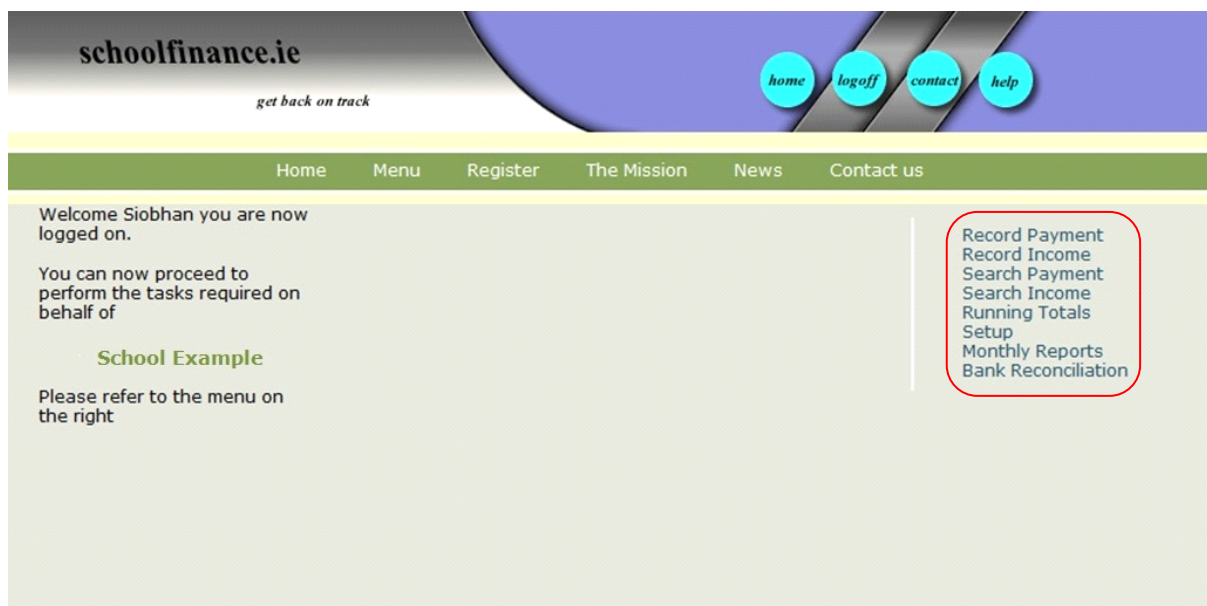 schoolfinance.ie
get back on track
home
logoff
contact
help
Home Menu Register The Mission News Contact us
Welcome Siobhan you are now
logged on.
You can now proceed to
perform the tasks required on
behalf of
School Example
Please refer to the menu on
the right
Record Payment
Record Income
Search Payment
Search Income
Running Totals
Setup
Monthly Reports
Bank Reconciliation